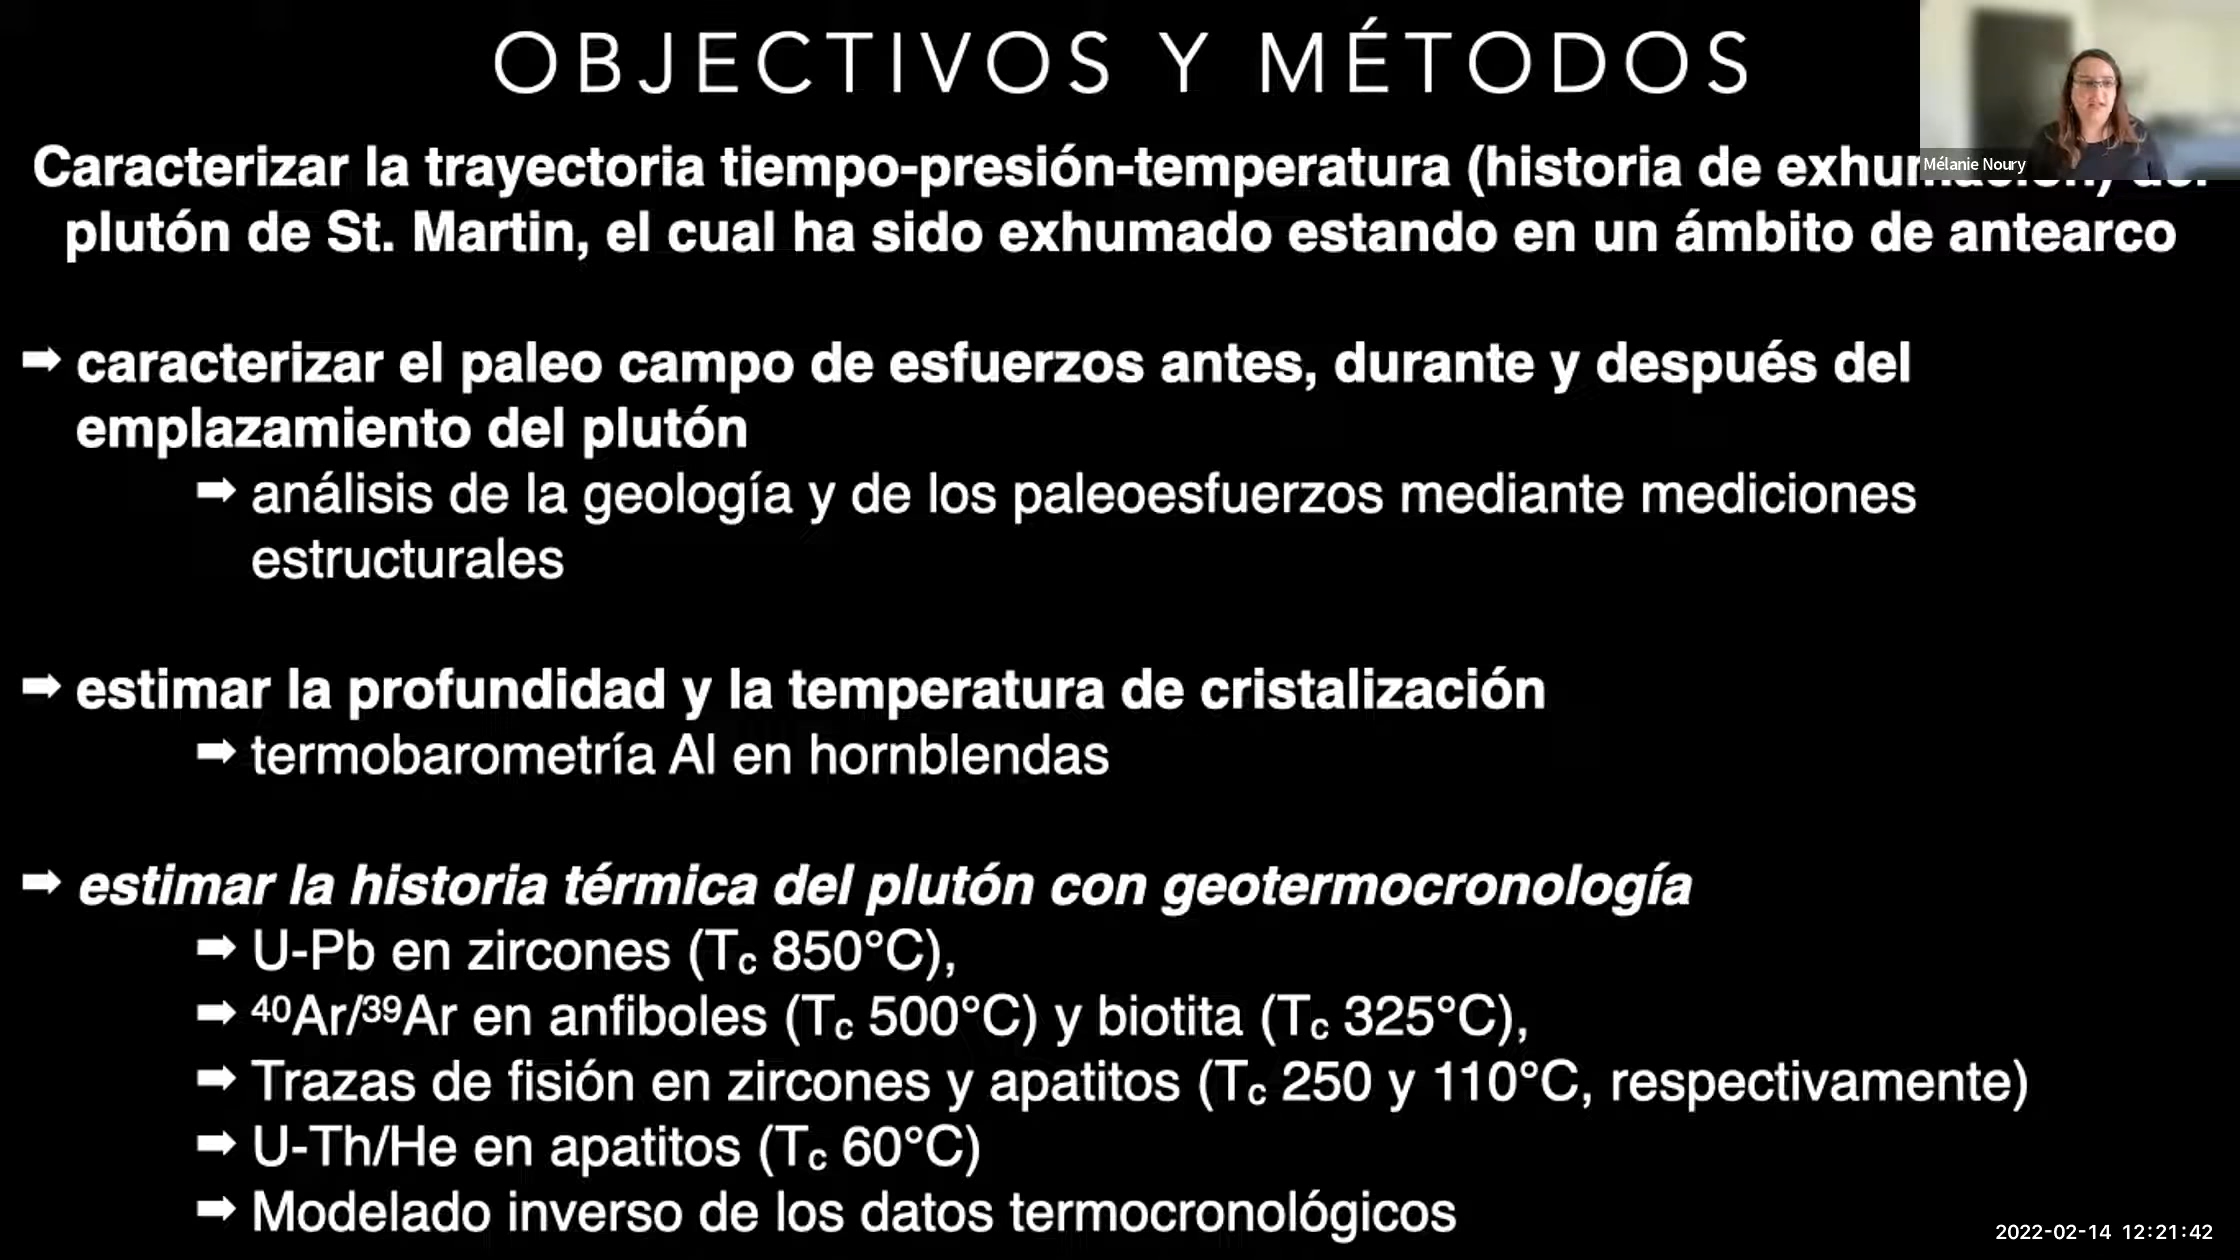 OBJECTIVOS Y MÉTODOS
Caracterizar la trayectoria tiempo-presión-temperatura (historia de
plutón de St. Martin, el cual ha sido exhumado estando en un ámbito de antearco
Mélanie Noury
➡ caracterizar el paleo campo de esfuerzos antes, durante y después del
emplazamiento del plutón
➡ análisis de la geología y de los paleoesfuerzos mediante mediciones
estructurales
➡ estimar la profundidad y la temperatura de cristalización
➡ termobarometría Al en hornblendas
➡ estimar la historia térmica del plutón con geotermocronología
➡ U-Pb en zircones (Tc 850°C),
➡ ⁴⁰Ar/³⁹Ar en anfiboles (Tc 500°C) y biotita (Tc 325°C),
➡ Trazas de fisión en zircones y apatitos (Tc 250 y 110°C, respectivamente)
➡ U-Th/He en apatitos (Tc 60°C)
➡ Modelado inverso de los datos termocronológicos
2022-02-14 12:21:42